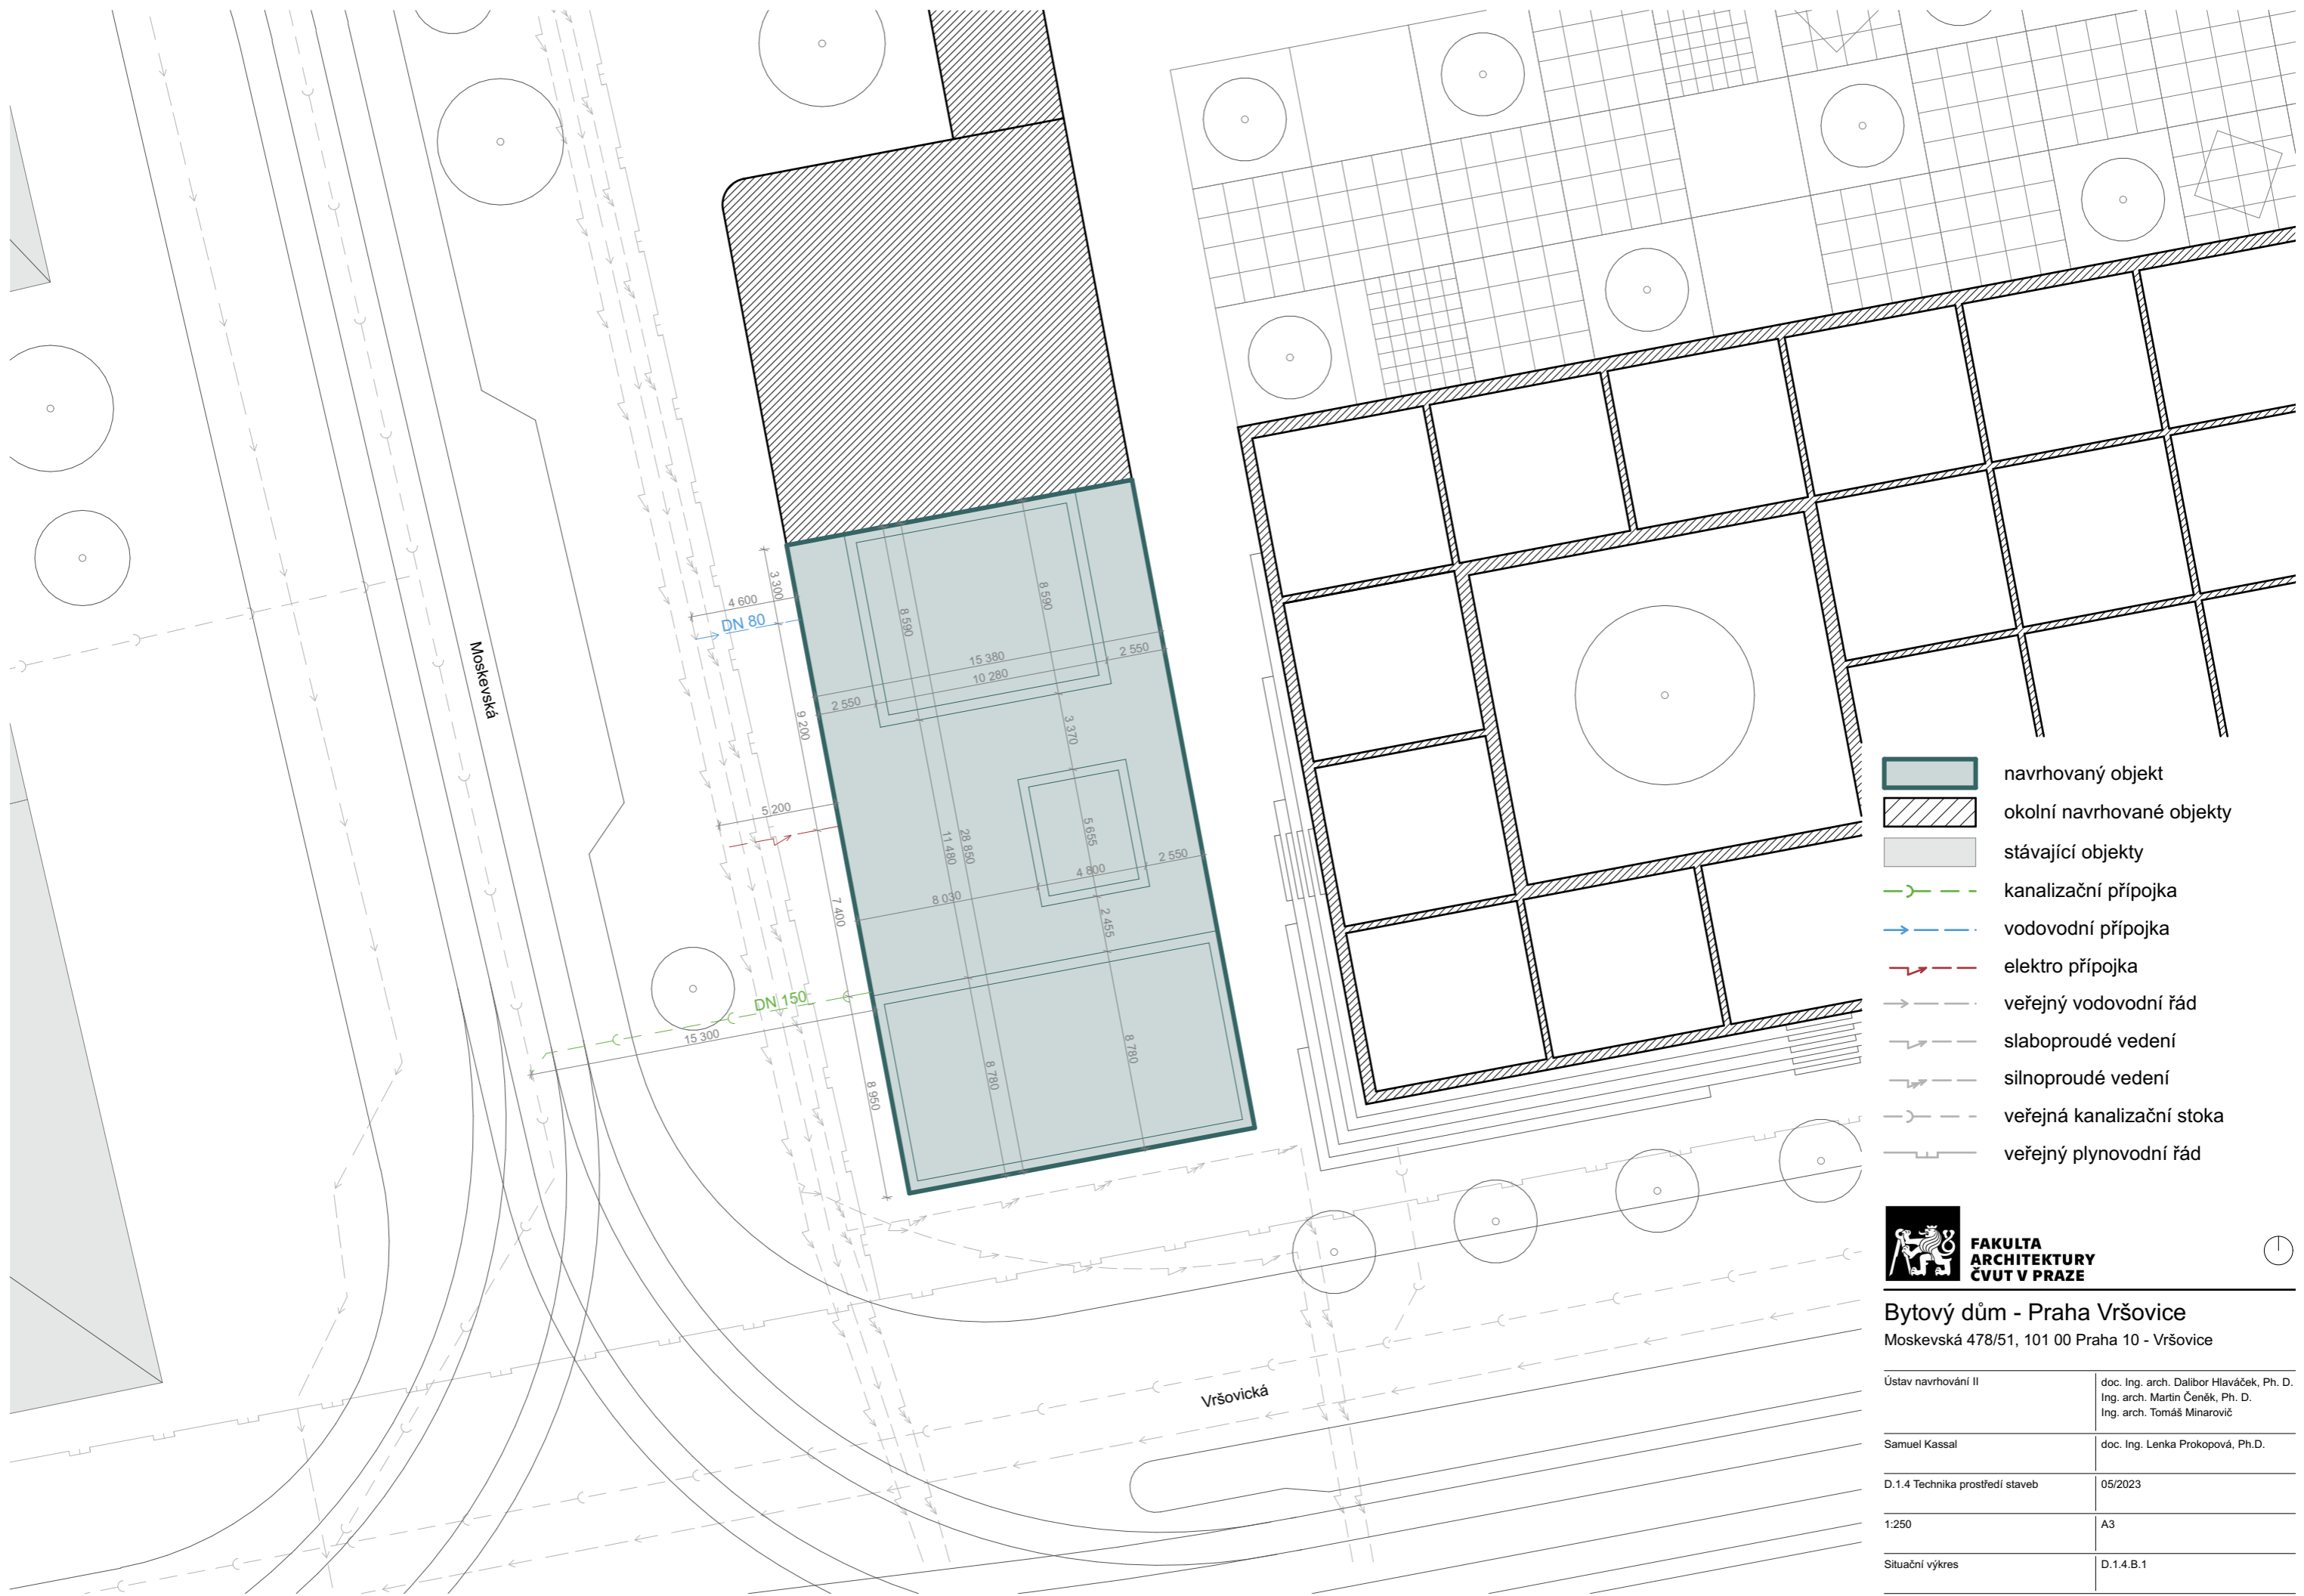 Moskevská
3 300
4 600
DN 80
8 590
8 590
15 380
2 550
10 280
2 550
9 200
3 370
5 200
5 655
11 480
28 850
2 550
4 800
8 030
7 400
2 455
DN 150
15 300
8 780
8 780
8 950
Vršovická
navrhovaný objekt
okolní navrhované objekty
stávající objekty
kanalizační přípojka
vodovodní přípojka
elektro přípojka
veřejný vodovodní řád
slaboproudé vedení
silnoproudé vedení
veřejná kanalizační stoka
veřejný plynovodní řád
FAKULTA
ARCHITEKTURY
ČVUT V PRAZE
Bytový dům - Praha Vršovice
Moskevská 478/51, 101 00 Praha 10 - Vršovice
Ústav navrhování II
doc. Ing. arch. Dalibor Hlaváček, Ph. D.
Ing. arch. Martin Čeněk, Ph. D.
Ing. arch. Tomáš Minarovič
Samuel Kassal
doc. Ing. Lenka Prokopová, Ph.D.
D.1.4 Technika prostředí staveb
05/2023
1:250
A3
Situační výkres
D.1.4.B.1